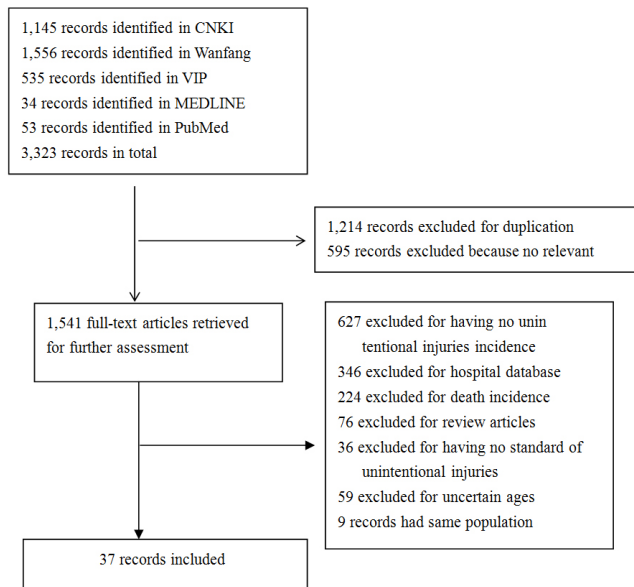 1,145 records identified in CNKI
1,556 records identified in Wanfang
535 records identified in VIP
34 records identified in MEDLINE
53 records identified in PubMed
3,323 records in total
1,214 records excluded for duplication
595 records excluded because no relevant
1,541 full-text articles retrieved
for further assessment
627 excluded for having no unin
tentional injuries incidence
346 excluded for hospital database
224 excluded for death incidence
76 excluded for review articles
36 excluded for having no standard of
unintentional injuries
59 excluded for uncertain ages
9 records had same population
37 records included